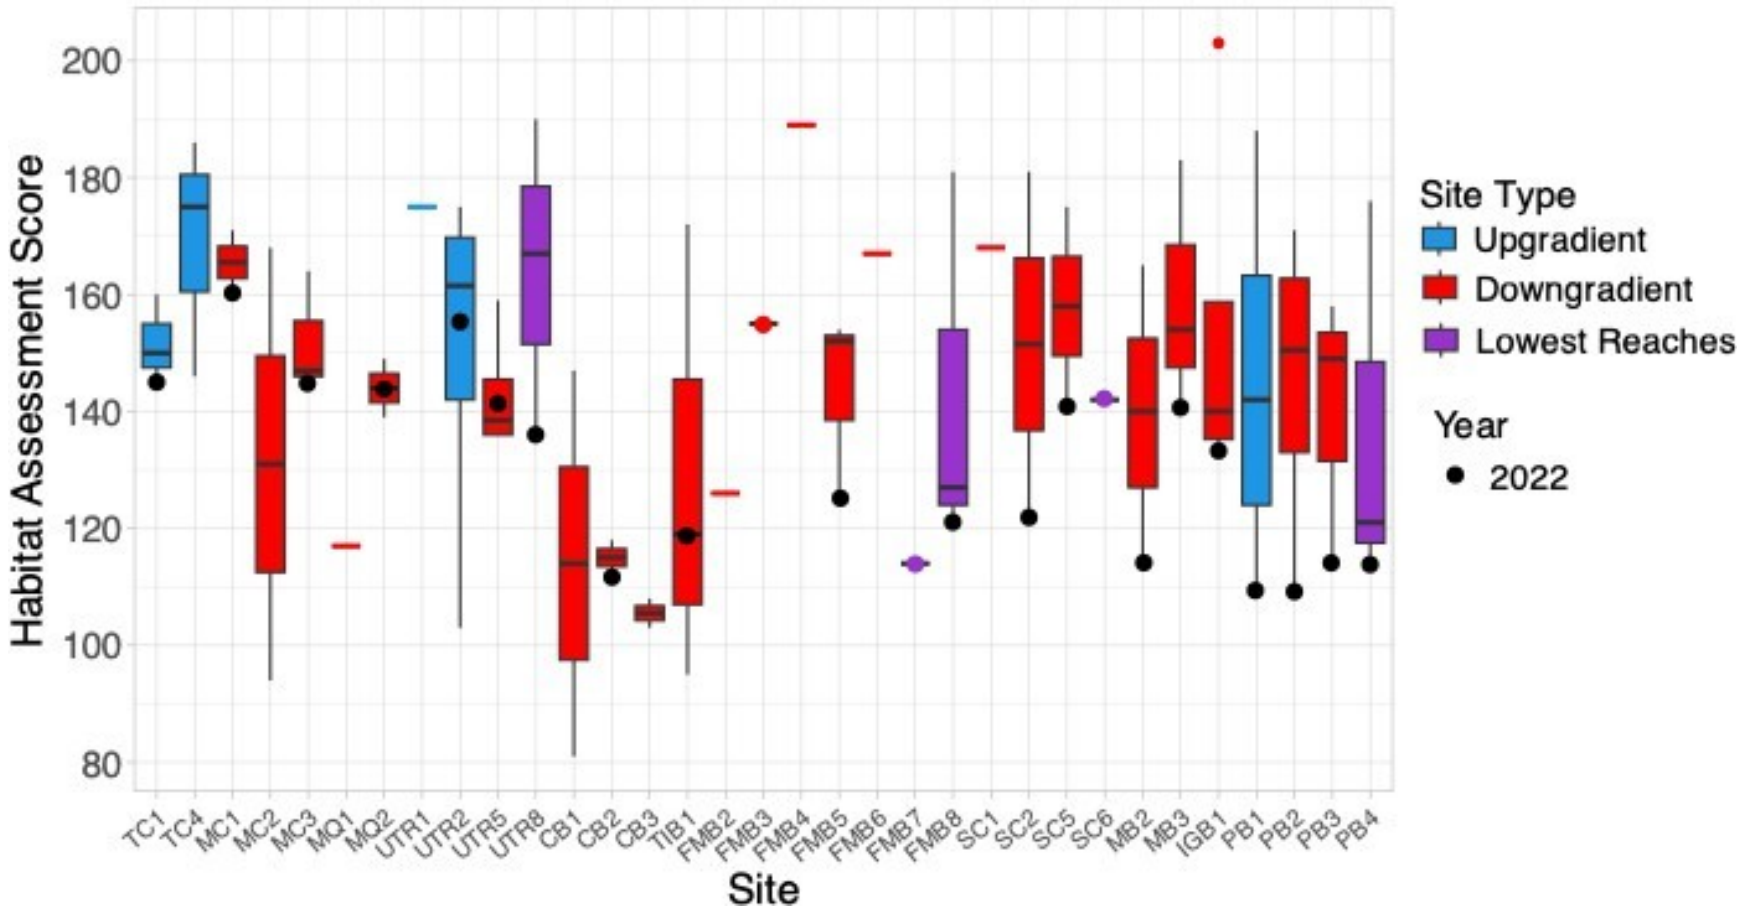 Habitat Assessment Score
200
180
160
140
120
100
80
TC1
TC4
MC1
MC2
MC3
MQ1
MQ2
UTR1
UTR2
UTR5
UTR8
CB1
CB2
CB3
TIB1
FMB2
FMB3
FMB4
FMB5
FMB6
FMB7
FMB8
SC1
SC2
SC5
SC6
MB2
MB3
IGB1
PB1
PB2
PB3
PB4
Site
Site Type
Upgradient
Downgradient
Lowest Reaches
Year
2022